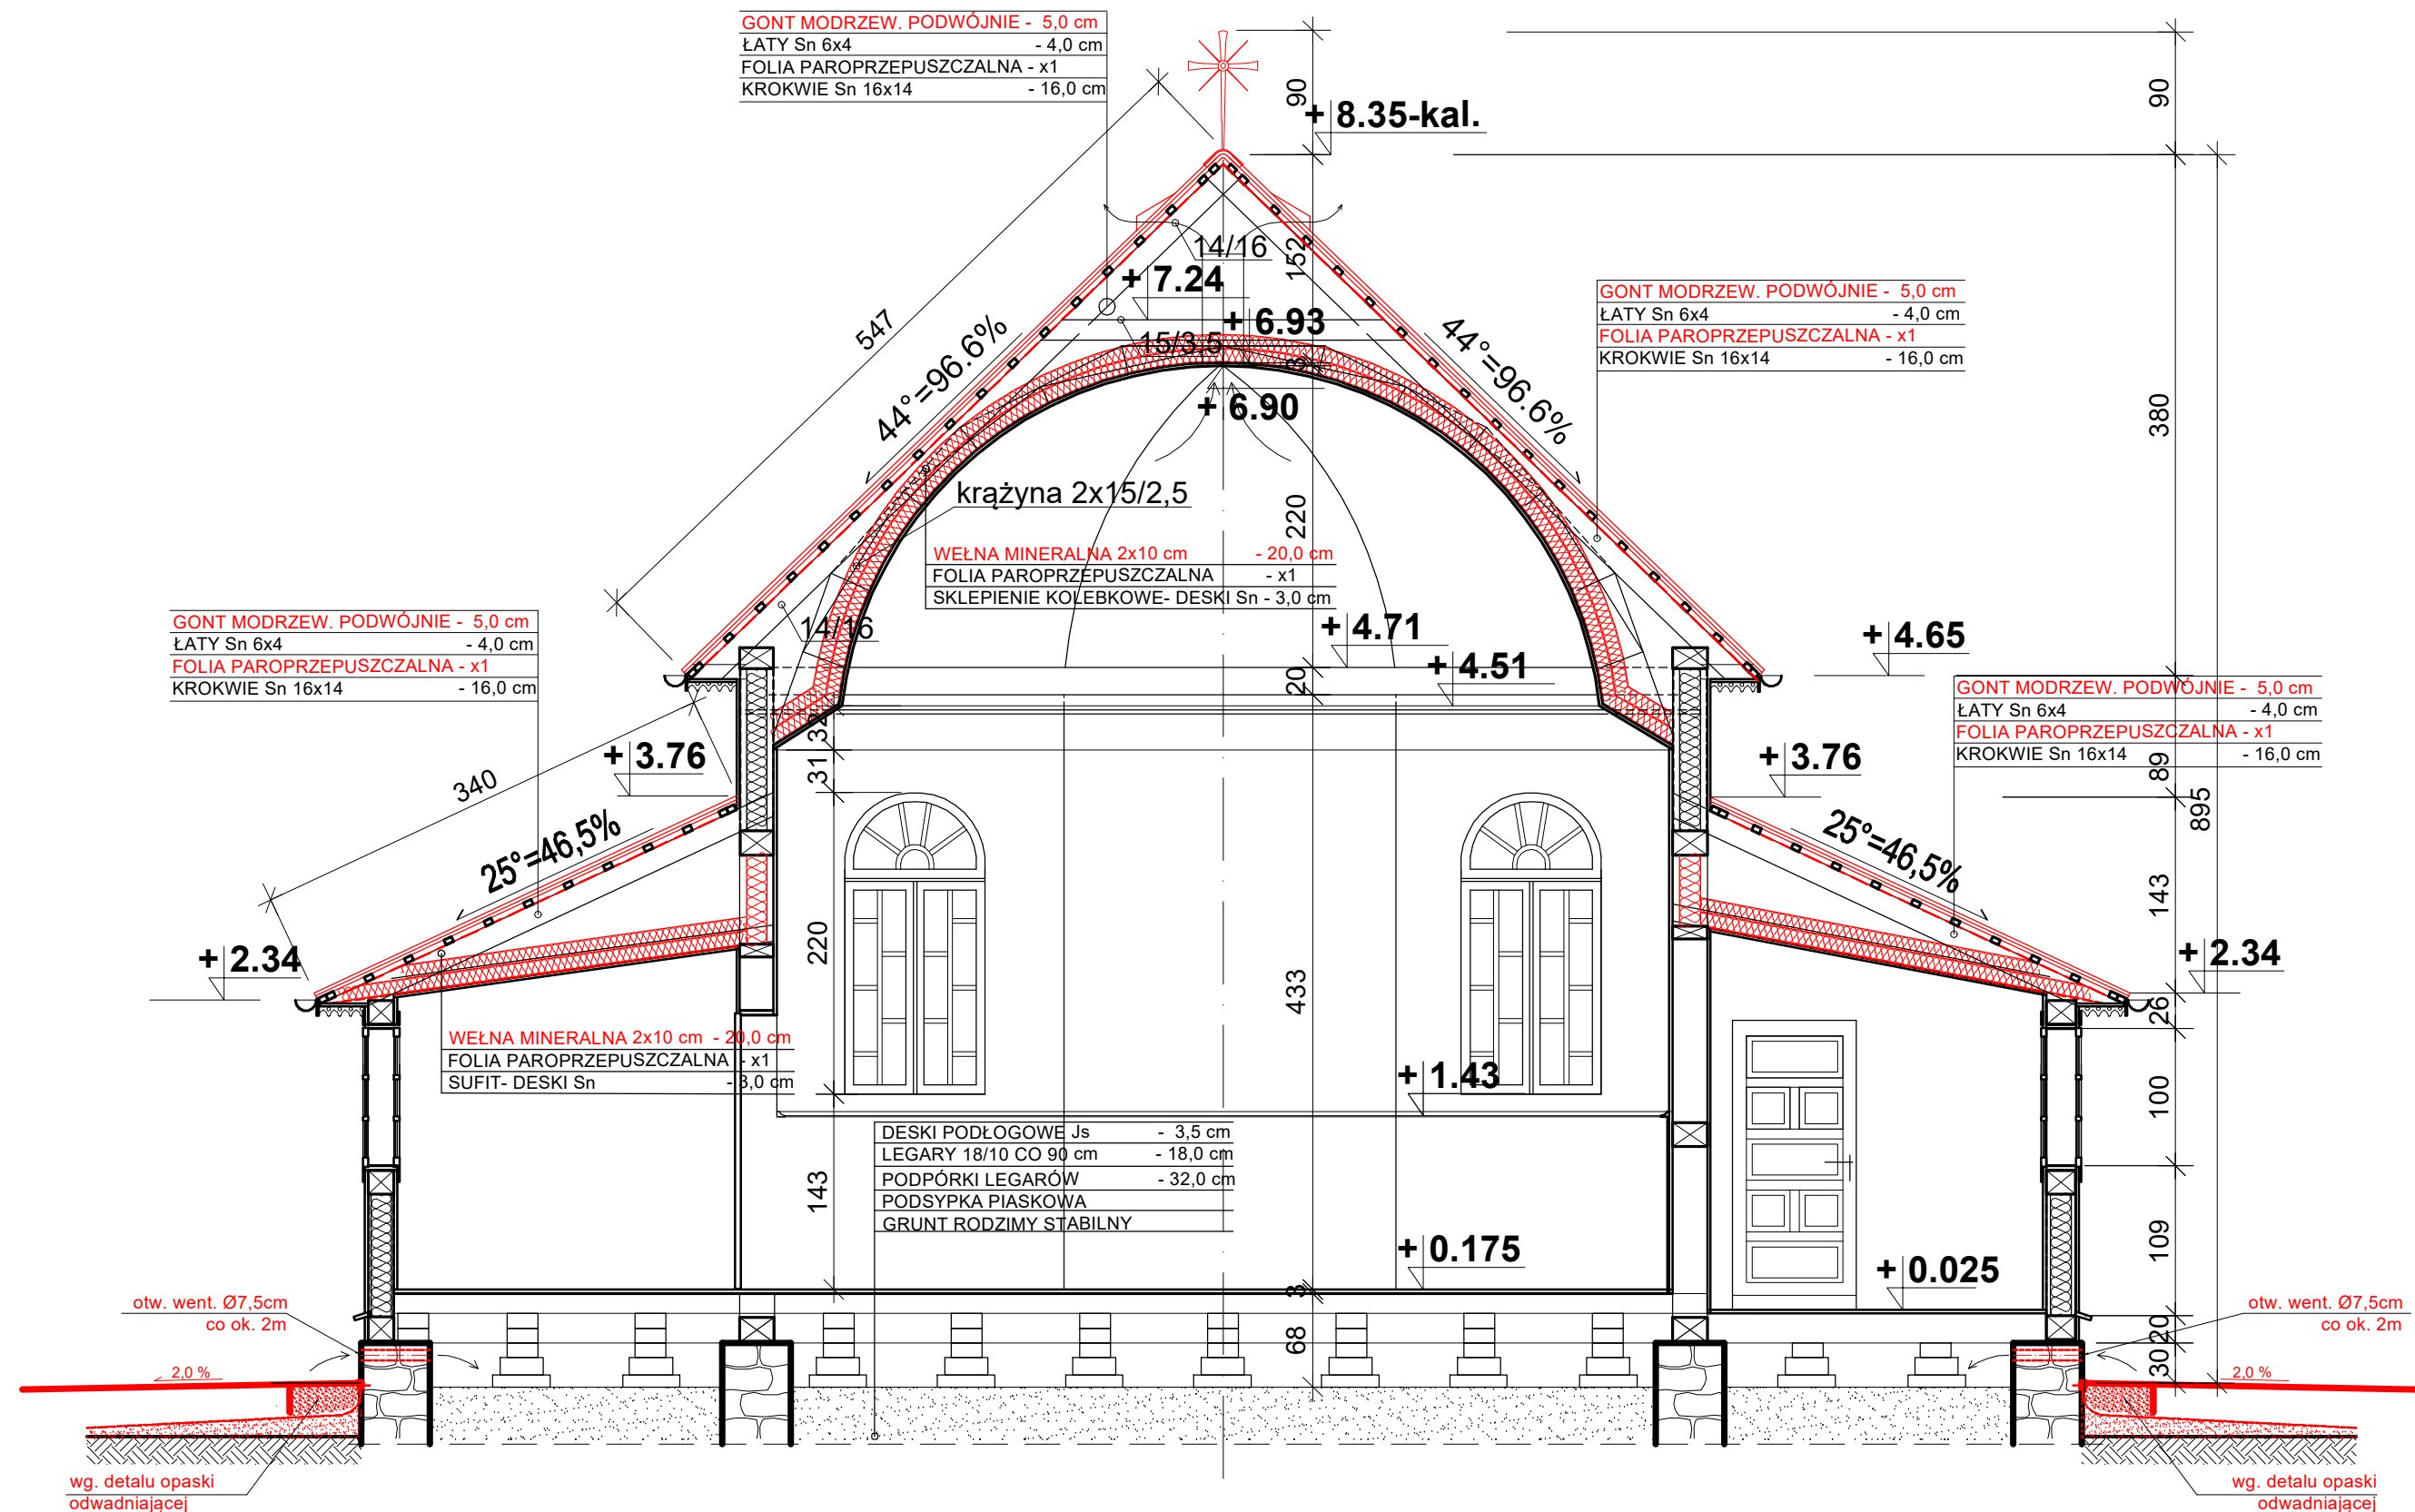 GONT MODRZEW. PODWÓJNIE - 5,0 cm
ŁATY Sn 6x4 - 4,0 cm
FOLIA PAROPRZEPUSZCZALNA - x1
KROKWIE Sn 16x14 - 16,0 cm
90
90
+ 8.35-kal.
14/16
152
+ 7.24
+ 6.93
15/3,5
3
+ 6.90
547
44°=96.6%
44°=96.6%
GONT MODRZEW. PODWÓJNIE - 5,0 cm
ŁATY Sn 6x4 - 4,0 cm
FOLIA PAROPRZEPUSZCZALNA - x1
KROKWIE Sn 16x14 - 16,0 cm
380
krążyna 2x15/2,5
220
WEŁNA MINERALNA 2x10 cm - 20,0 cm
FOLIA PAROPRZEPUSZCZALNA - x1
SKLEPIENIE KOLEBKOWE- DESKI Sn - 3,0 cm
GONT MODRZEW. PODWÓJNIE - 5,0 cm
ŁATY Sn 6x4 - 4,0 cm
FOLIA PAROPRZEPUSZCZALNA - x1
KROKWIE Sn 16x14 - 16,0 cm
14/16
+ 4.71
+ 4.65
+ 4.51
20
GONT MODRZEW. PODWÓJNIE - 5,0 cm
ŁATY Sn 6x4 - 4,0 cm
FOLIA PAROPRZEPUSZCZALNA - x1
KROKWIE Sn 16x14 - 16,0 cm
32
31
+ 3.76
+ 3.76
89
895
340
25°=46,5%
25°=46,5%
143
220
433
+ 2.34
+ 2.34
26
WEŁNA MINERALNA 2x10 cm - 20,0 cm
FOLIA PAROPRZEPUSZCZALNA - x1
SUFIT- DESKI Sn - 3,0 cm
+ 1.43
100
DESKI PODŁOGOWE Js - 3,5 cm
LEGARY 18/10 CO 90 cm - 18,0 cm
PODPÓRKI LEGARÓW - 32,0 cm
PODSYPKA PIASKOWA
GRUNT RODZIMY STABILNY
143
109
+ 0.175
+ 0.025
3
68
20
30
otw. went. Ø7,5cm
co ok. 2m
otw. went. Ø7,5cm
co ok. 2m
2,0 %
2,0 %
wg. detalu opaski
odwadniającej
wg. detalu opaski
odwadniającej